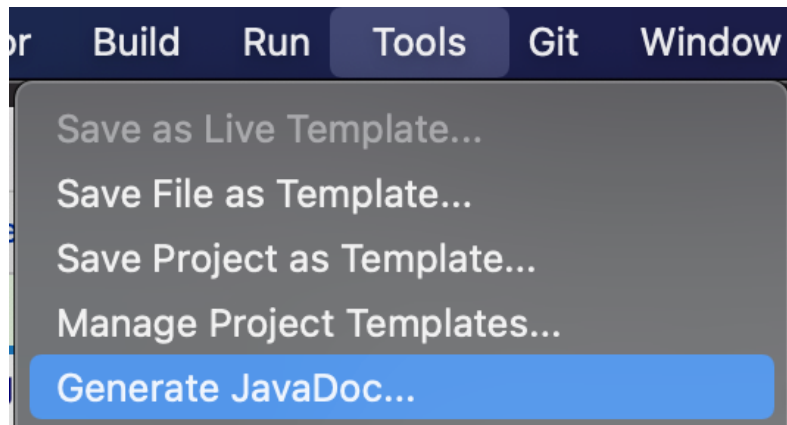 or Build Run Tools Git Window
Save as Live Template...
Save File as Template...
Save Project as Template...
Manage Project Templates...
Generate JavaDoc...